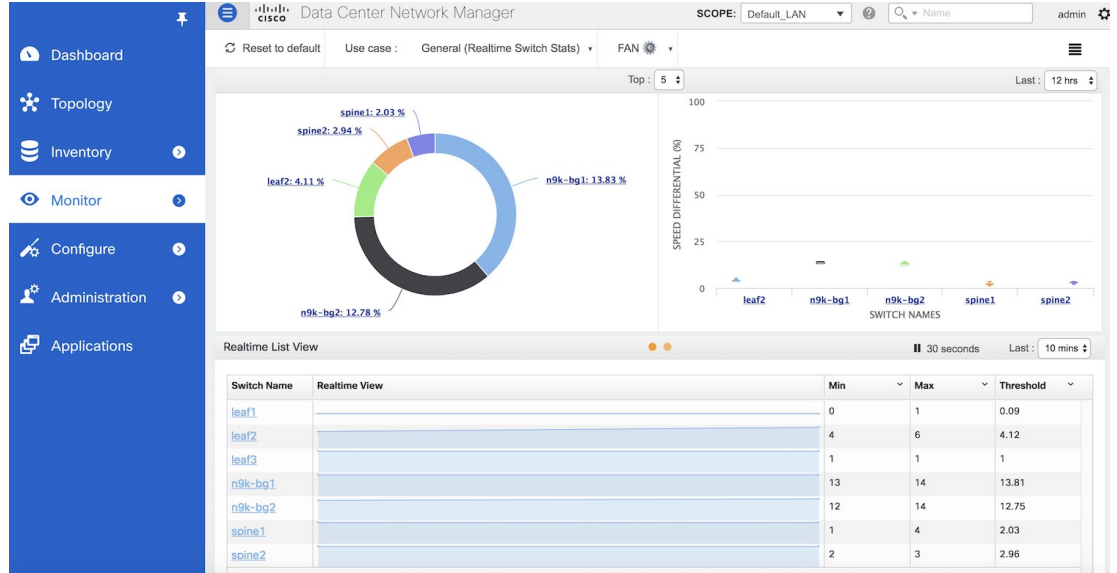 cisco Data Center Network Manager SCOPE: Default_LAN Name admin
Dashboard
Topology
Inventory
Monitor
Configure
Administration
Applications
Reset to default Use case : General (Realtime Switch Stats) FAN
Top : 5 Last : 12 hrs
spine1: 2.03 %
spine2: 2.94 %
leaf2: 4.11 %
n9k-bg1: 13.83 %
n9k-bg2: 12.78 %
SPEED DIFFERENTIAL (%)
100
75
50
25
0
leaf2 n9k-bg1 n9k-bg2 spine1 spine2
SWITCH NAMES
Realtime List View 30 seconds Last : 10 mins
Switch Name Realtime View Min Max Threshold
leaf1 0 1 0.09
leaf2 4 6 4.12
leaf3 1 1 1
n9k-bg1 13 14 13.81
n9k-bg2 12 14 12.75
spine1 1 4 2.03
spine2 2 3 2.96